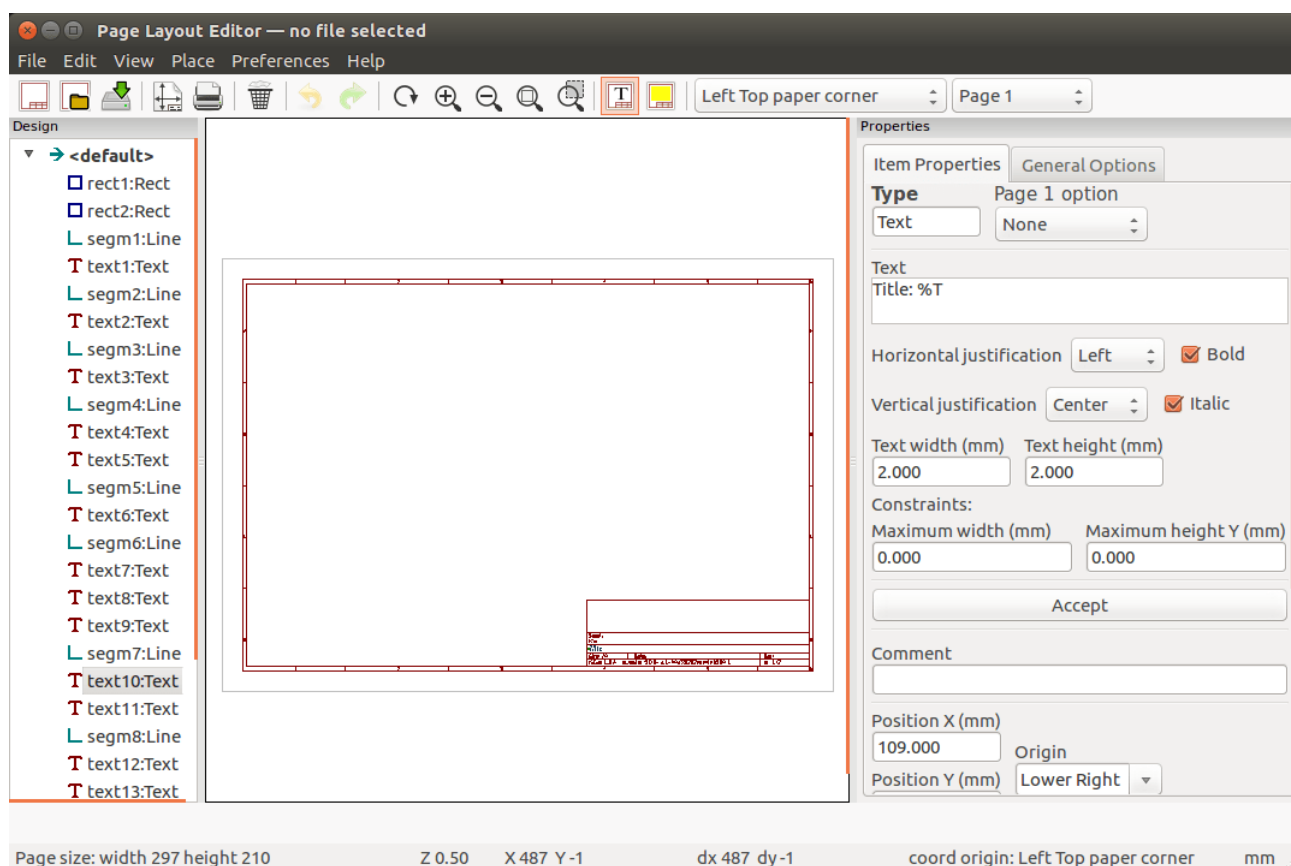 Page Layout Editor — no file selected
File Edit View Place Preferences Help
T Left Top paper corner Page 1
Design
<default>
rect1:Rect
rect2:Rect
segm1:Line
text1:Text
segm2:Line
text2:Text
segm3:Line
text3:Text
segm4:Line
text4:Text
text5:Text
segm5:Line
text6:Text
segm6:Line
text7:Text
text8:Text
text9:Text
segm7:Line
text10:Text
text11:Text
segm8:Line
text12:Text
text13:Text
Properties
Item Properties General Options
Type Page 1 option
Text None
Text
Title: %T
Horizontal justification Left Bold
Vertical justification Center Italic
Text width (mm) Text height (mm)
2.000 2.000
Constraints:
Maximum width (mm) Maximum height Y (mm)
0.000 0.000
Accept
Comment
Position X (mm)
109.000 Origin
Position Y (mm) Lower Right
Page size: width 297 height 210 Z 0.50 X 487 Y -1 dx 487 dy -1 coord origin: Left Top paper corner mm